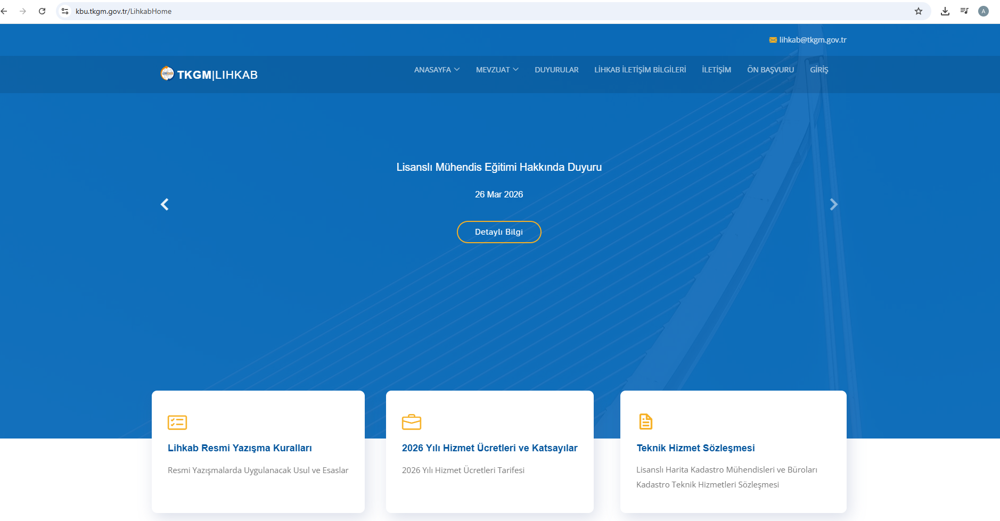 kbu.tkgm.gov.tr/LihkabHome
A
lihkab@tkgm.gov.tr
TKGM|LIHKAB
ANASAYFA MEVZUAT DUYURULAR LİHKAB İLETİŞİM BİLGİLERİ İLETİŞİM ÖN BAŞVURU GİRİŞ
Lisanslı Mühendis Eğitimi Hakkında Duyuru
26 Mar 2026
Detaylı Bilgi
Lihkab Resmi Yazışma Kuralları
Resmi Yazışmalarda Uygulanacak Usul ve Esaslar
2026 Yılı Hizmet Ücretleri ve Katsayılar
2026 Yılı Hizmet Ücretleri Tarifesi
Teknik Hizmet Sözleşmesi
Lisanslı Harita Kadastro Mühendisleri ve Büroları
Kadastro Teknik Hizmetleri Sözleşmesi